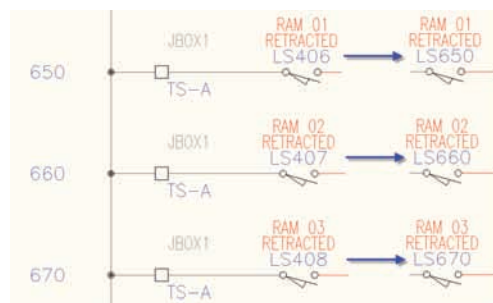 RAM 01 RAM 01
JBOX1 RETRACTED RETRACTED
LS406 LS650
650
TS-A
RAM 02 RAM 02
JBOX1 RETRACTED RETRACTED
LS407 LS660
660
TS-A
RAM 03 RAM 03
JBOX1 RETRACTED RETRACTED
LS408 LS670
670
TS-A